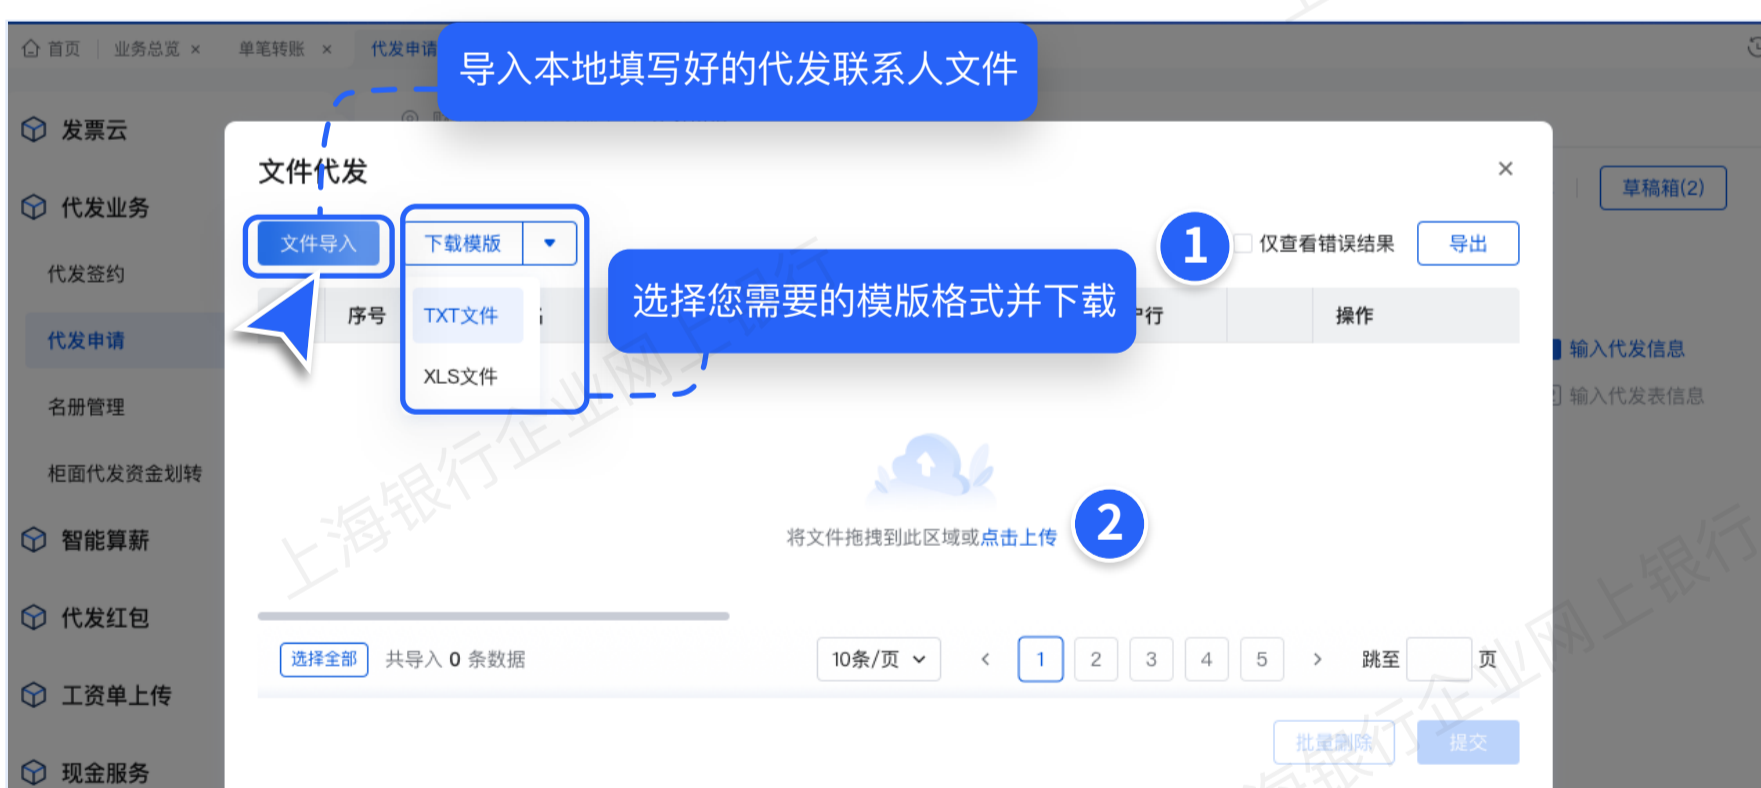 首页 业务总览 × 单笔转账 × 代发申请
导入本地填写好的代发联系人文件
发票云
代发业务
代发签约
代发申请
名册管理
柜面代发资金划转
智能算薪
代发红包
工资单上传
现金服务
文件代发 ×
草稿箱(2)
文件导入 下载模版 1 仅查看错误结果 导出
选择您需要的模版格式并下载
序号 TXT文件 行 操作
XLS文件
输入代发信息
输入代发表信息
将文件拖拽到此区域或点击上传 2
选择全部 共导入 0 条数据 10条/页 < 1 2 3 4 5 > 跳至 页
批量删除 提交
上海银行企业网上银行